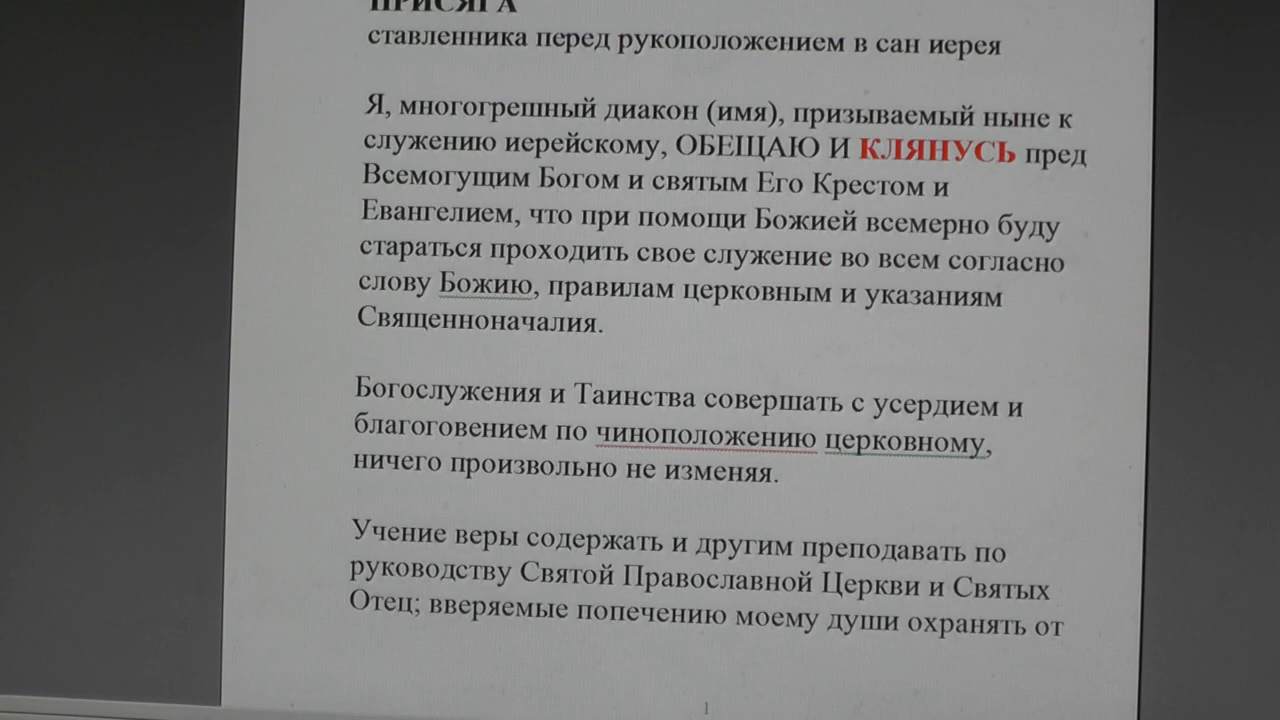 ПРИСЯГА
ставленника перед рукоположением в сан иерея
Я, многогрешный диакон (имя), призываемый ныне к
служению иерейскому, ОБЕЩАЮ И КЛЯНУСЬ пред
Всемогущим Богом и святым Его Крестом и
Евангелием, что при помощи Божией всемерно буду
стараться проходить свое служение во всем согласно
слову Божию, правилам церковным и указаниям
Священноначалия.
Богослужения и Таинства совершать с усердием и
благоговением по чиноположению церковному,
ничего произвольно не изменяя.
Учение веры содержать и другим преподавать по
руководству Святой Православной Церкви и Святых
Отец; вверяемые попечению моему души охранять от
1